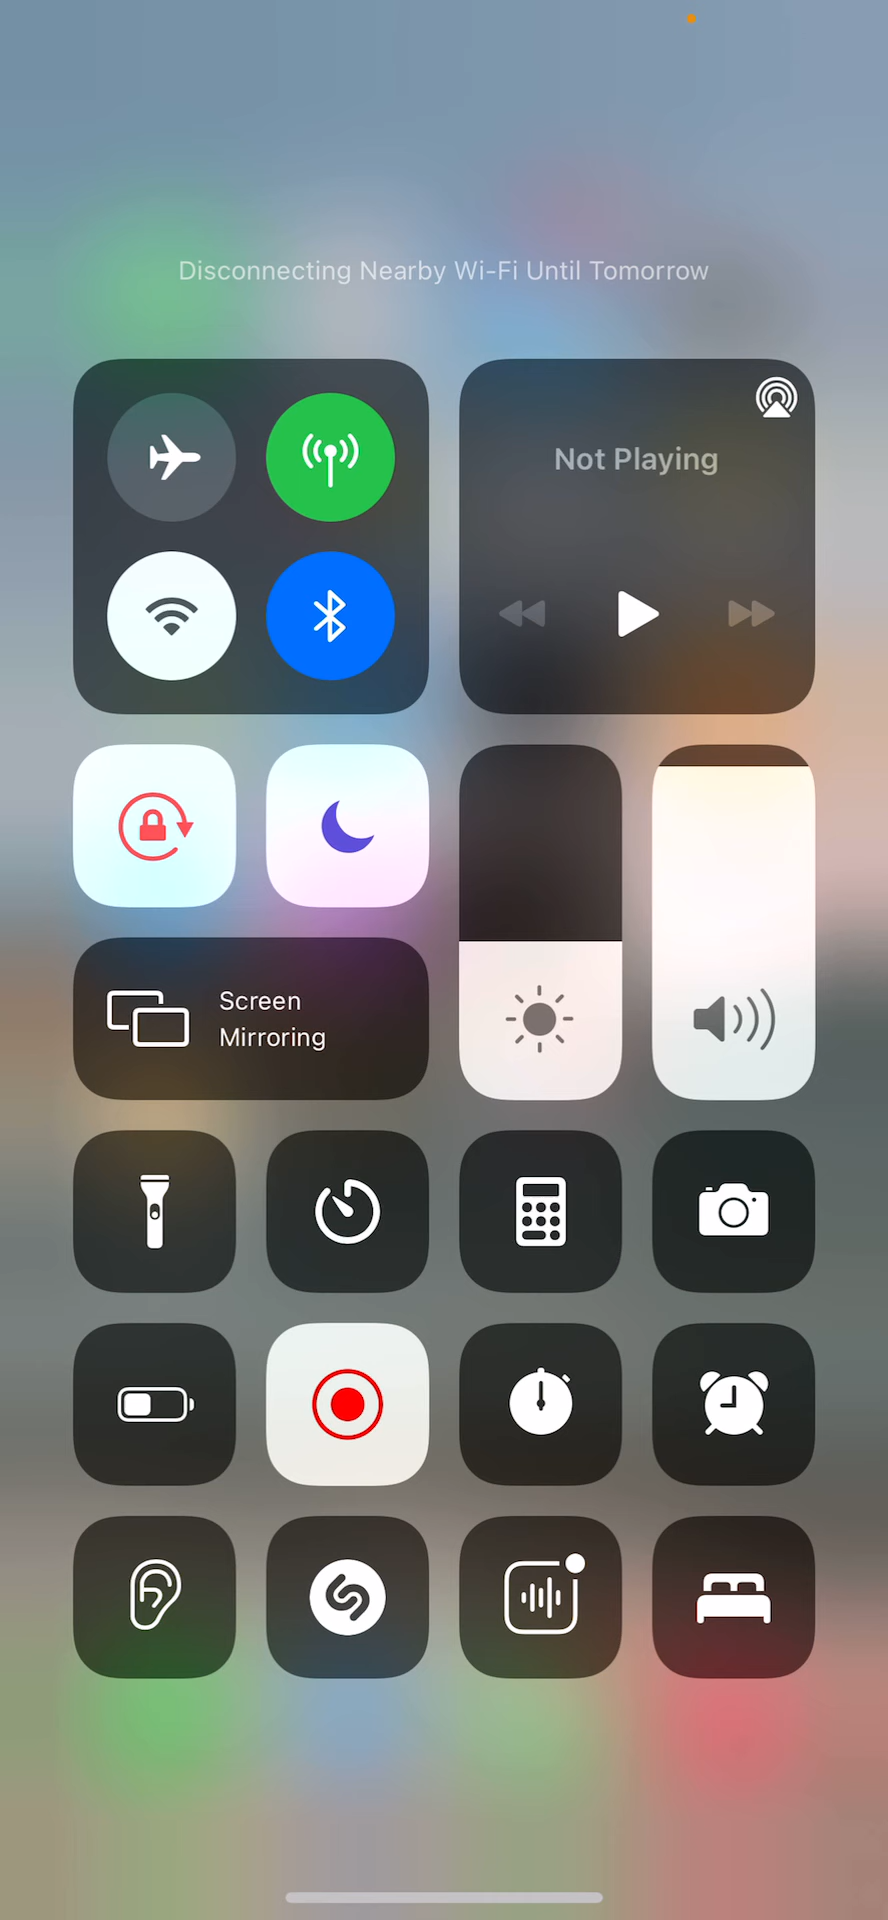 Disconnecting Nearby Wi-Fi Until Tomorrow
Not Playing
Screen
Mirroring